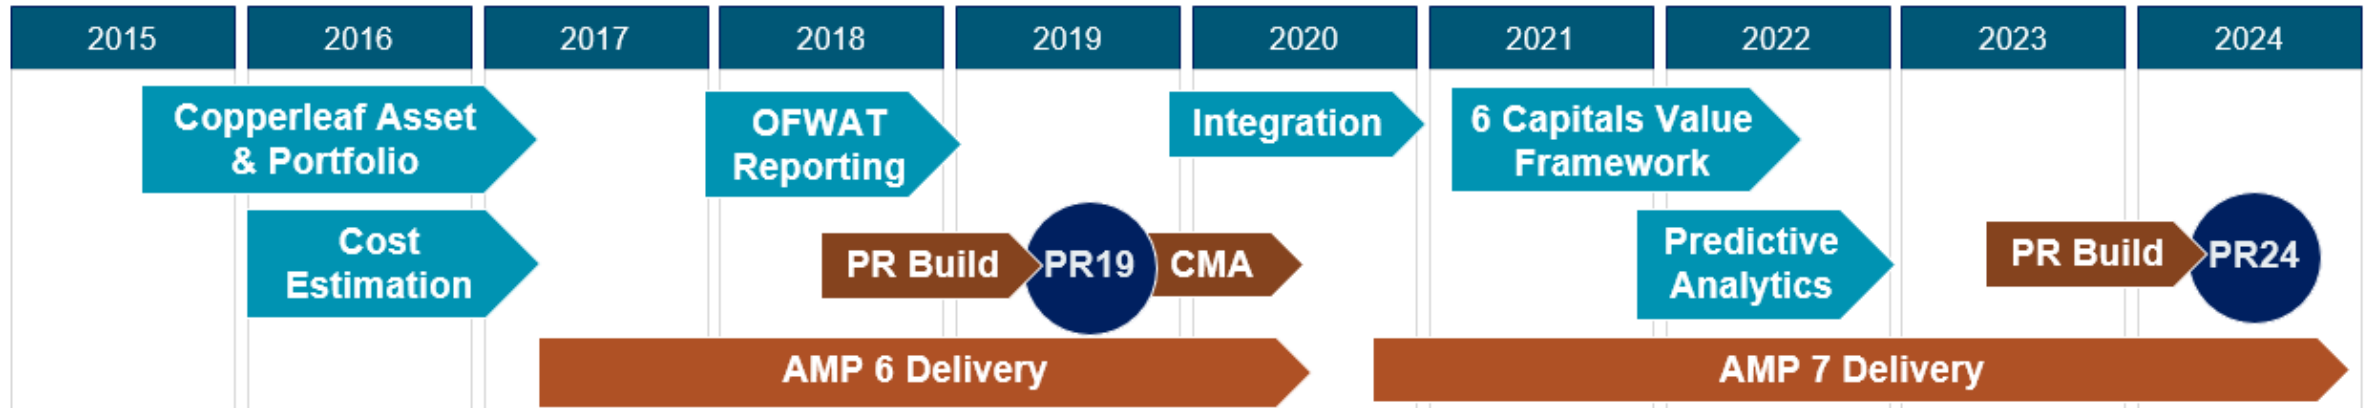 2015 2016 2017 2018 2019 2020 2021 2022 2023 2024
Copperleaf Asset
& Portfolio
OFWAT
Reporting
Integration
6 Capitals Value
Framework
Cost
Estimation
PR Build
PR19
CMA
Predictive
Analytics
PR Build
PR24
AMP 6 Delivery
AMP 7 Delivery